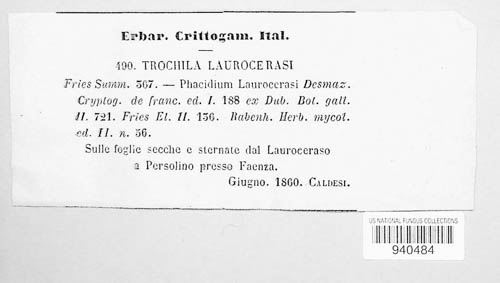 Erbar. Crittogam. Ital.
490. TROCHILA LAUROCERASI
Fries Summ. 367. — Phacidium Laurocerasi Desmaz.
Cryptog. de franc. ed. I. 188 ex Dub. Bot. gall.
II. 721. Fries El. II. 136. Rabenh. Herb. mycol.
ed. II. n. 56.
Sulle foglie secche e sternate dal Lauroceraso
a Persolino presso Faenza.
Giugno. 1860. CALDESI.
US NATIONAL FUNGUS COLLECTIONS
940484